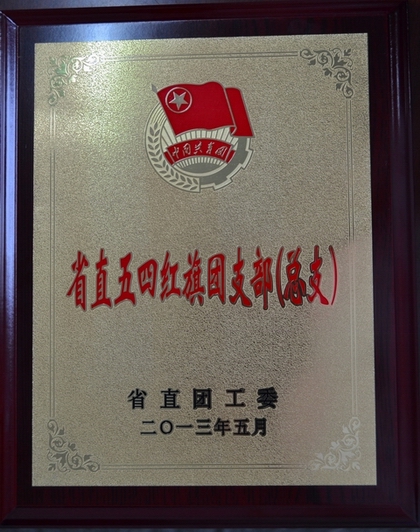 中国共青团
省直五四红旗团支部(总支)
省直团工委
二〇一三年五月